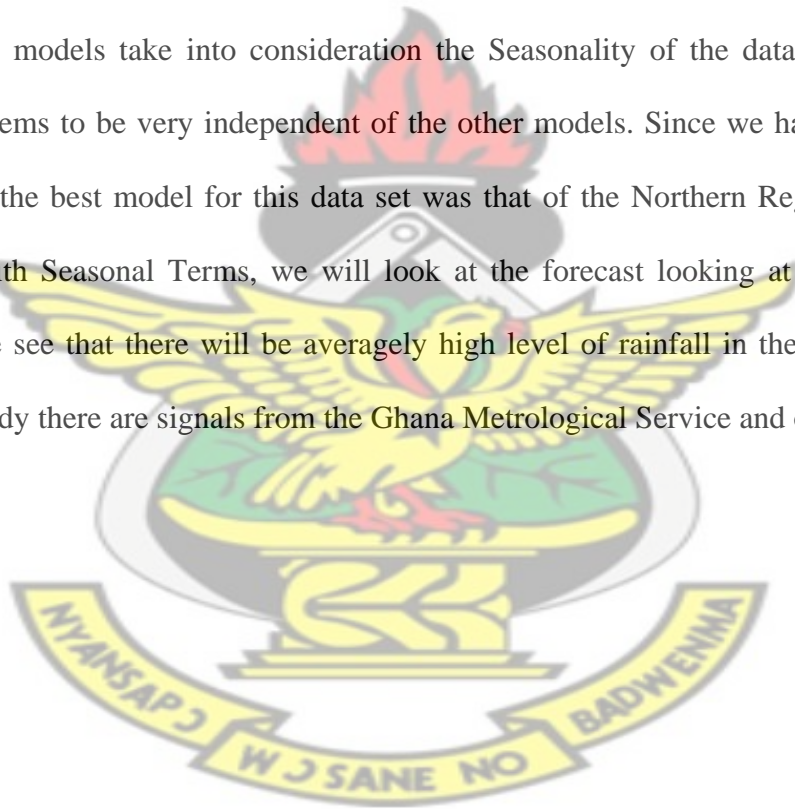 models take into consideration the Seasonality of the data
ems to be very independent of the other models. Since we ha
the best model for this data set was that of the Northern Re
th Seasonal Terms, we will look at the forecast looking at
e see that there will be averagely high level of rainfall in the
dy there are signals from the Ghana Metrological Service and
NYANSAPƆ
WƆ SANE NO
BADWENMA